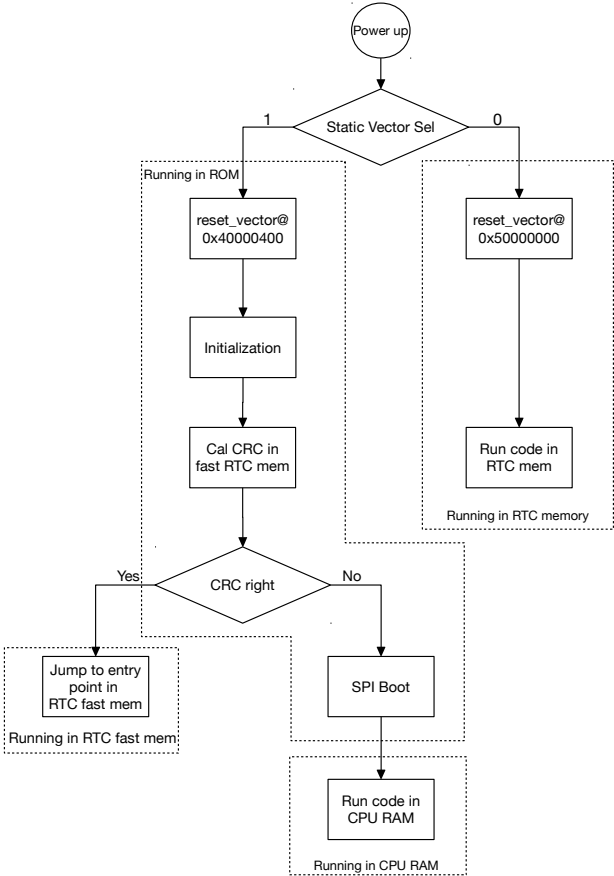 Power up
Static Vector Sel
1
0
Running in ROM
reset_vector@
0x40000400
reset_vector@
0x50000000
Initialization
Cal CRC in
fast RTC mem
Run code in
RTC mem
Running in RTC memory
CRC right
Yes
No
Jump to entry
point in
RTC fast mem
Running in RTC fast mem
SPI Boot
Run code in
CPU RAM
Running in CPU RAM